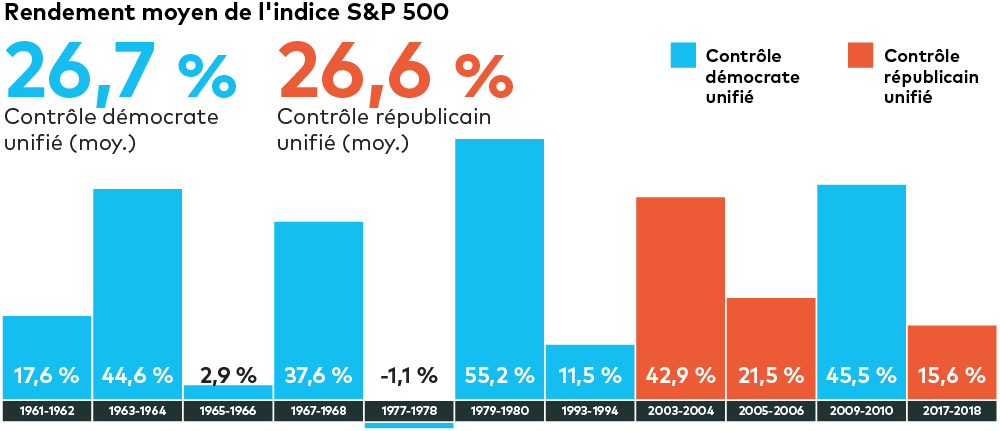 Rendement moyen de l'indice S&P 500
26,7 %
Contrôle démocrate
unifié (moy.)
26,6 %
Contrôle républicain
unifié (moy.)
Contrôle
démocrate
unifié
Contrôle
républicain
unifié
17,6 %
44,6 %
2,9 %
37,6 %
-1,1 %
55,2 %
11,5 %
42,9 %
21,5 %
45,5 %
15,6 %
1961-1962
1963-1964
1965-1966
1967-1968
1977-1978
1979-1980
1993-1994
2003-2004
2005-2006
2009-2010
2017-2018